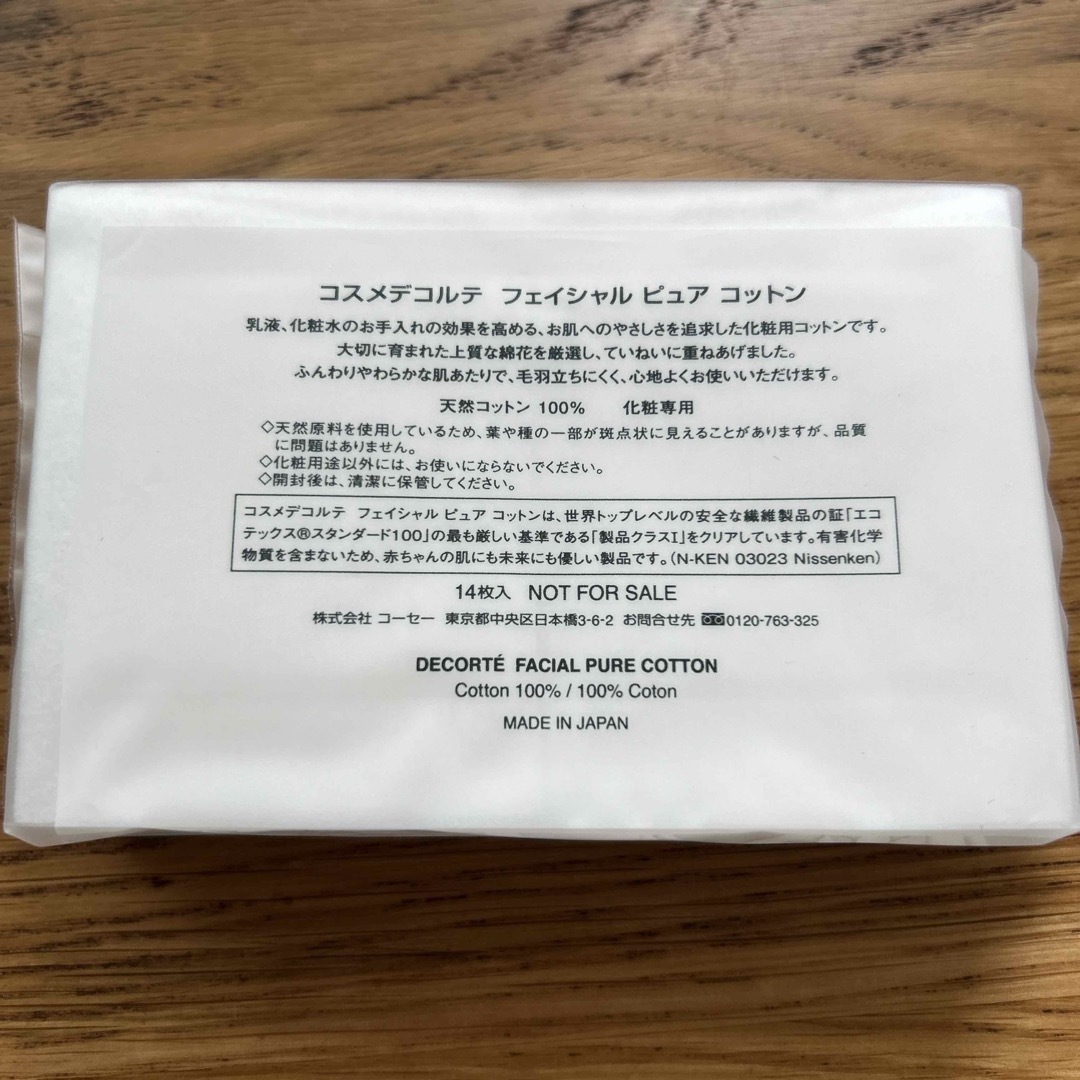 コスメデコルテ フェイシャル ピュア コットン
乳液、化粧水のお手入れの効果を高める、お肌へのやさしさを追求した化粧用コットンです。
大切に育まれた上質な綿花を厳選し、ていねいに重ねあげました。
ふんわりやわらかな肌あたりで、毛羽立ちにくく、心地よくお使いいただけます。
天然コットン 100% 化粧専用
◇天然原料を使用しているため、葉や種の一部が斑点状に見えることがありますが、品質
に問題はありません。
◇化粧用途以外には、お使いにならないでください。
◇開封後は、清潔に保管してください。
コスメデコルテ フェイシャル ピュア コットンは、世界トップレベルの安全な繊維製品の証「エコ
テックス®スタンダード100」の最も厳しい基準である「製品クラスI」をクリアしています。有害化学
物質を含まないため、赤ちゃんの肌にも未来にも優しい製品です。(N-KEN 03023 Nissenken)
14枚入 NOT FOR SALE
株式会社 コーセー 東京都中央区日本橋3-6-2 お問合せ先 0120-763-325
DECORTÉ FACIAL PURE COTTON
Cotton 100% / 100% Coton
MADE IN JAPAN